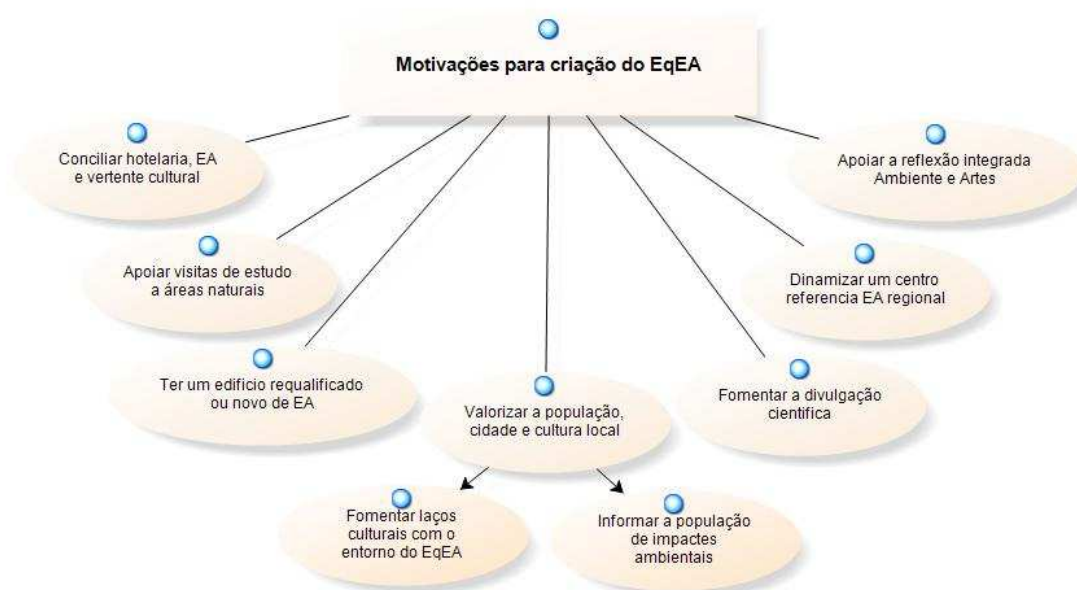 Motivações para criação do EqEA
Conciliar hotelaria, EA
e vertente cultural
Apoiar a reflexão integrada
Ambiente e Artes
Apoiar visitas de estudo
a áreas naturais
Dinamizar um centro
referencia EA regional
Ter um edificio requalificado
ou novo de EA
Valorizar a população,
cidade e cultura local
Fomentar a divulgação
cientifica
Fomentar laços
culturais com o
entorno do EqEA
Informar a população
de impactes
ambientais